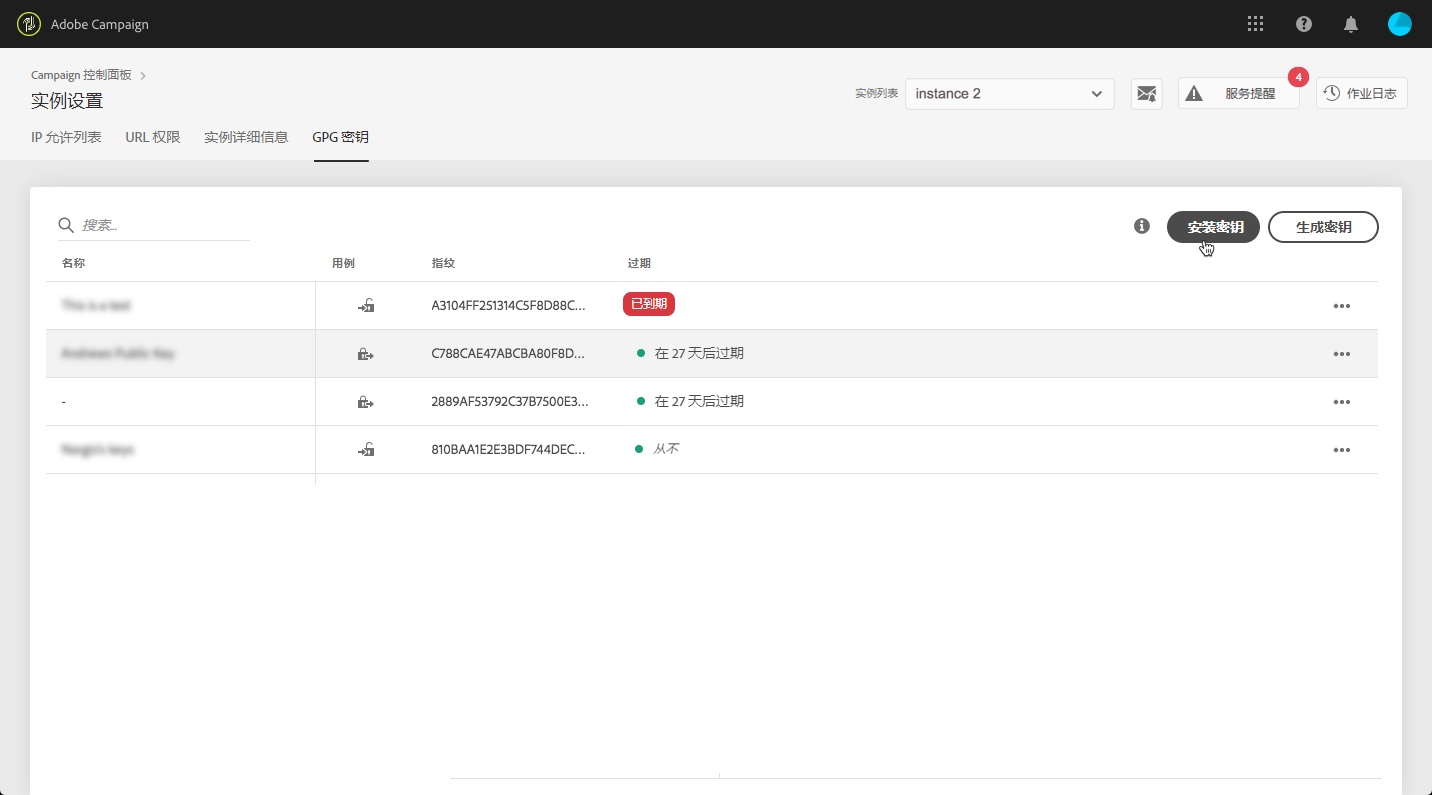 Adobe Campaign
Campaign 控制面板
实例设置
实例列表
instance 2
服务提醒
4
作业日志
IP 允许列表
URL 权限
实例详细信息
GPG 密钥
搜索...
安装密钥
生成密钥
名称
用例
指纹
过期
A3104FF251314C5F8D88C...
已到期
C788CAE47ABCBA80F8D...
在 27 天后过期
-
2889AF53792C37B7500E3...
在 27 天后过期
810BAA1E2E3BDF744DEC...
从不